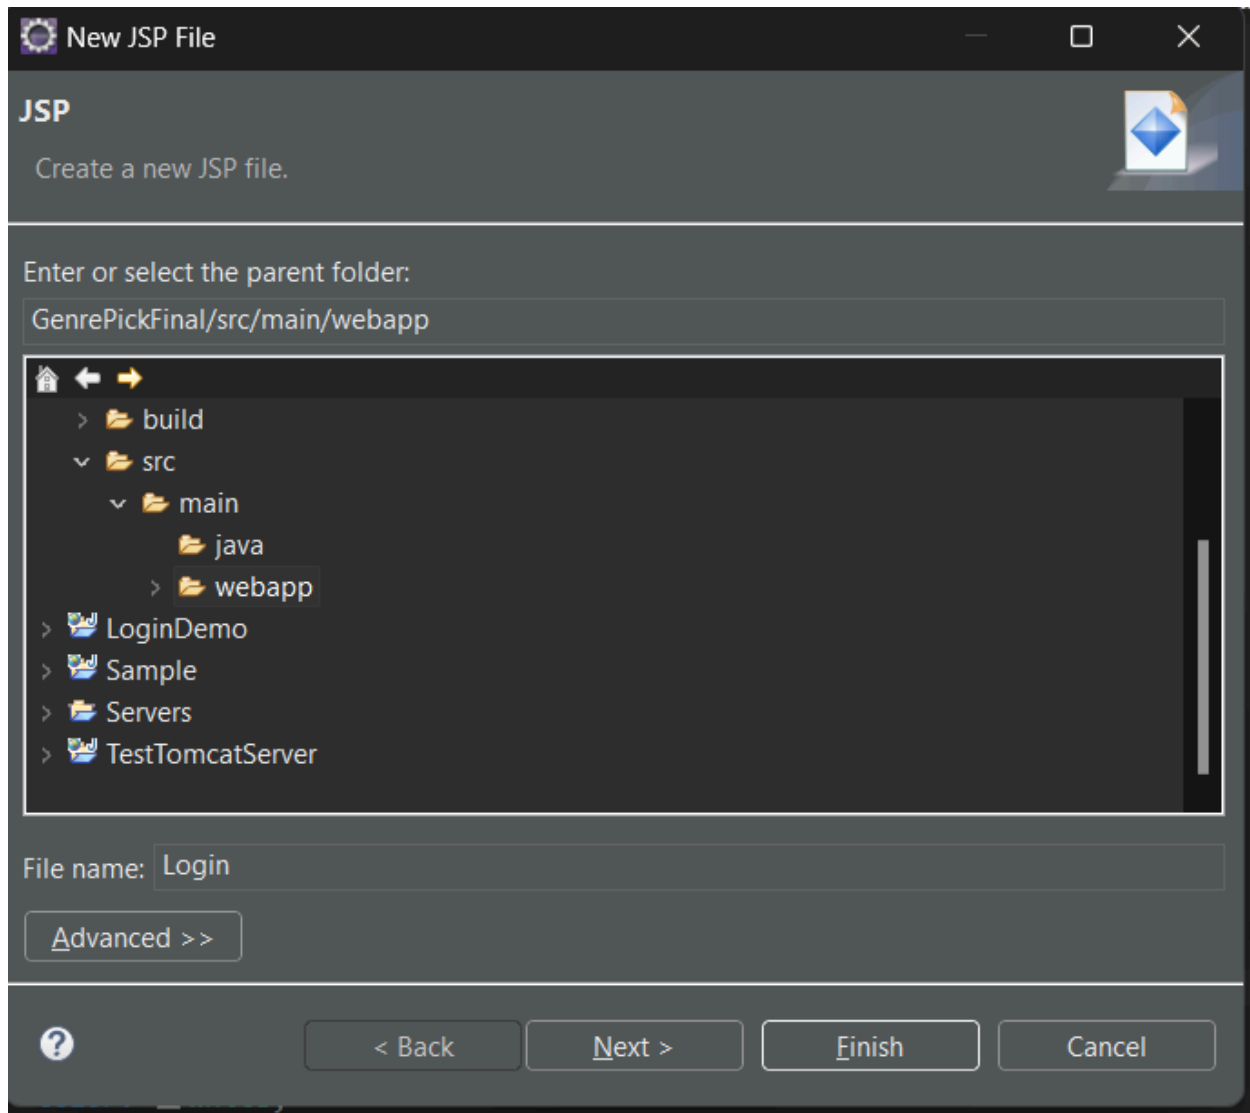 New JSP File
JSP
Create a new JSP file.
Enter or select the parent folder:
GenrePickFinal/src/main/webapp
build
src
main
java
webapp
LoginDemo
Sample
Servers
TestTomcatServer
File name: Login
Advanced >>
< Back Next > Finish Cancel